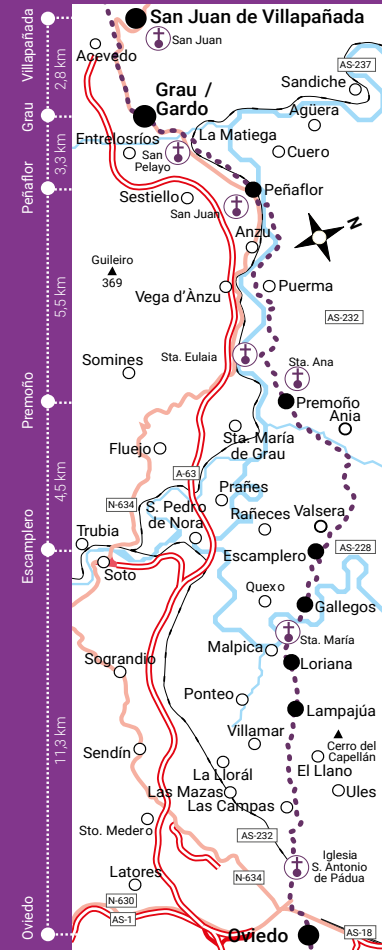 Villapañada
2,8 km
Grau
3,3 km
Peñaflor
5,5 km
Premoño
4,5 km
Escamplero
11,3 km
Oviedo
San Juan de Villapañada
San Juan
Acevedo
AS-237
Sandiche
Grau /
Gardo
Agüera
La Matiega
Entrelosríos
San
Pelayo
Cuero
Peñaflor
Sestiello
San Juan
N
Anzu
Guileiro
369
Vega d'Ànzu
Puerma
AS-232
Sta. Eulaia
Sta. Ana
Somines
Premoño
Ania
Sta. María
de Grau
Fluejo
A-63
Prañes
N-634
S. Pedro
de Nora
Rañeces
Valsera
Trubia
Escamplero
AS-228
Soto
Quexo
Gallegos
Sta. María
Malpica
Loriana
Sograndio
Ponteo
Lampajúa
Villamar
Cerro del
Capellán
Sendín
La Llorál
El Llano
Las Mazas
Ules
Las Campas
Sto. Medero
AS-232
Iglesia
S. Antonio
de Pádua
Latores
N-634
N-630
AS-1
Oviedo
AS-18